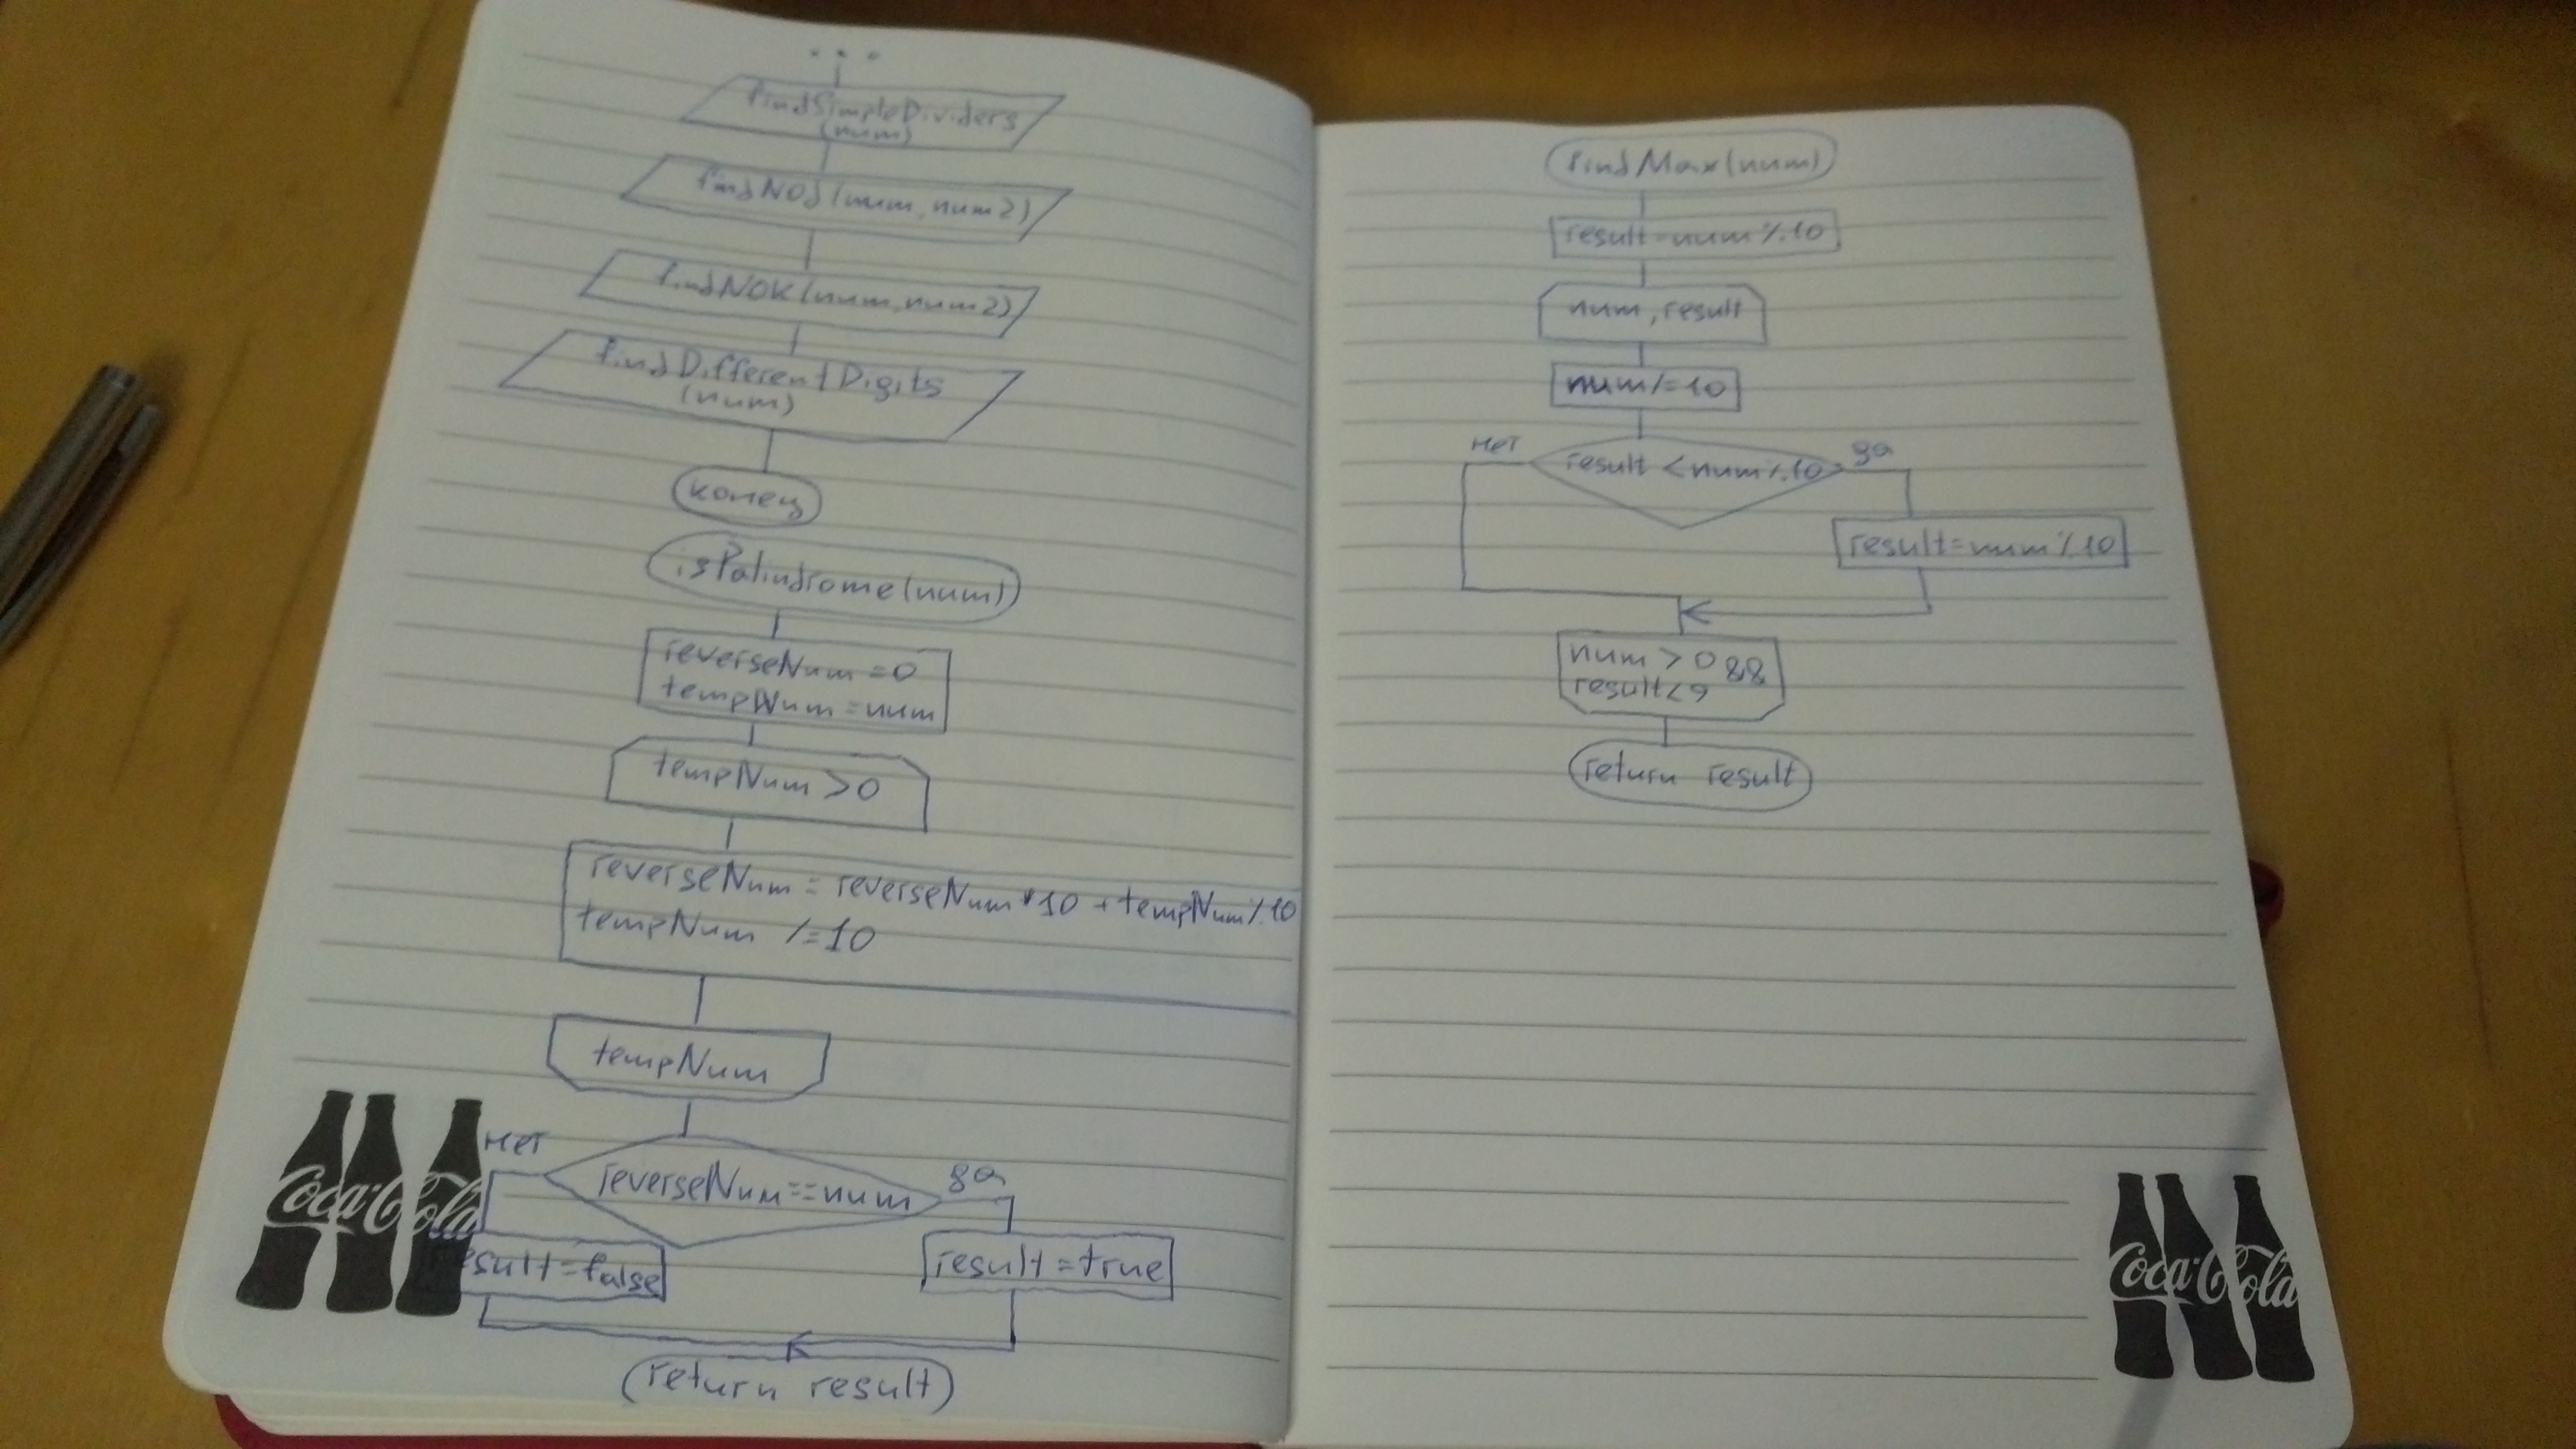 ...
findSimpleDividers
(num)
findNOd(num,num2)
findNOK(num,num2)
findDifferentDigits
(num)
конец
isPalindrome(num)
reverseNum=0
tempNum=num
tempNum>0
reverseNum=reverseNum*10+tempNum%10
tempNum/=10
tempNum
нет
reverseNum==num
да
result=false
result=true
return result
Coca-Cola
findMax(num)
result=num%10
num,result
num/=10
нет
result<num%10
да
result=num%10
num>0&&
result<9
return result
Coca-Cola